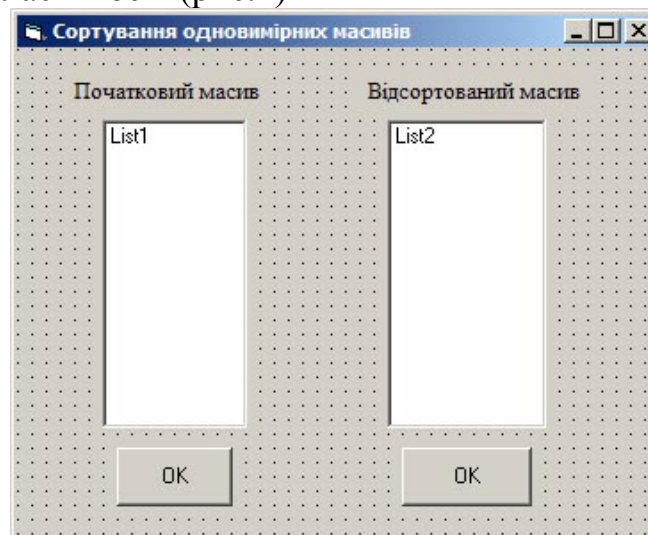 Сортування одновимірних масивів
Початковий масив Відсортований масив
List1 List2
OK OK